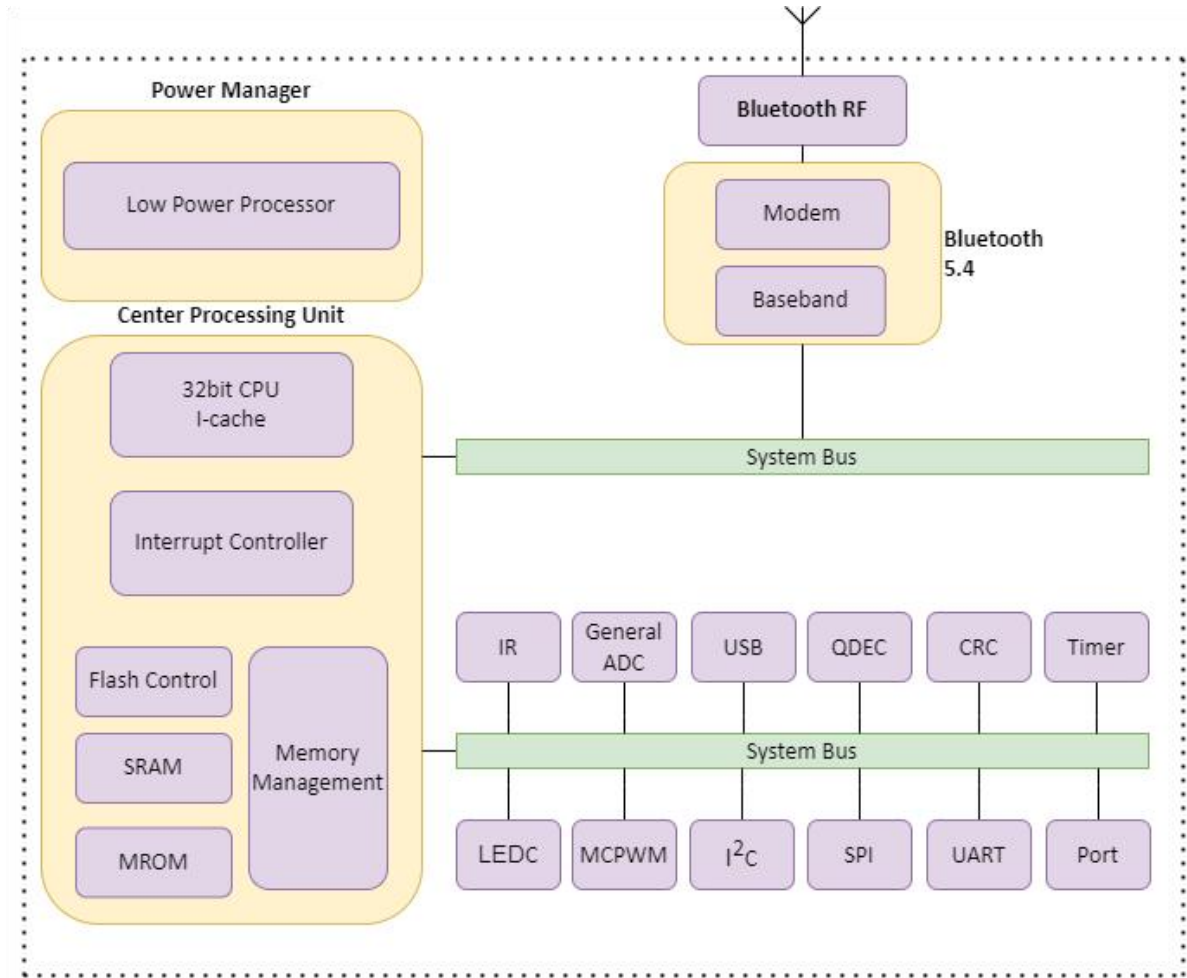 Power Manager
Low Power Processor
Bluetooth RF
Modem
Baseband
Bluetooth
5.4
Center Processing Unit
32bit CPU
I-cache
Interrupt Controller
Flash Control
SRAM
MROM
Memory
Management
System Bus
IR
General
ADC
USB
QDEC
CRC
Timer
System Bus
LEDC
MCPWM
I²C
SPI
UART
Port